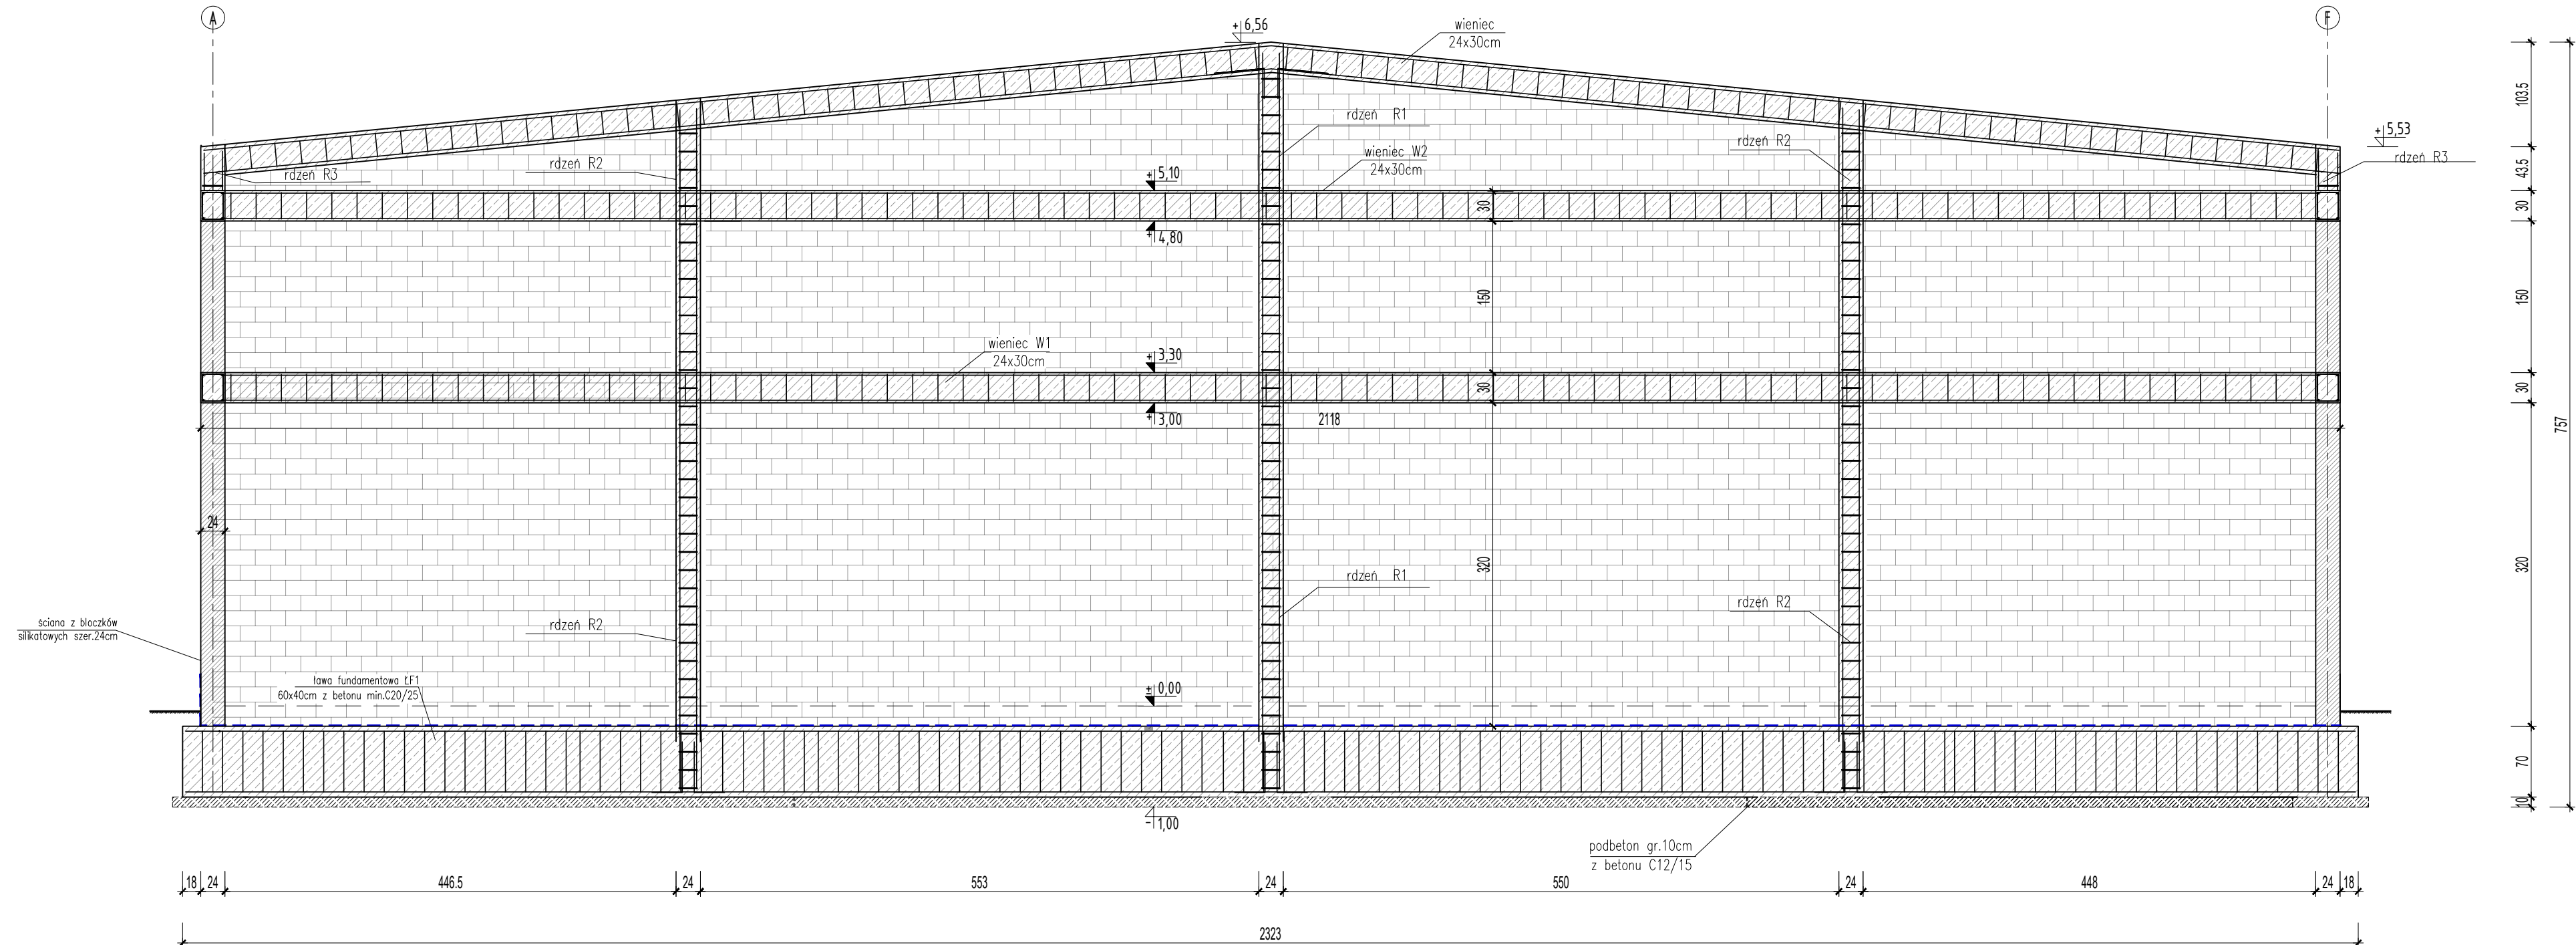 A
F
+6,56
wieniec
24x30cm
+5,53
rdzeń R1
rdzeń R2
rdzeń R2
rdzeń R3
rdzeń R3
wieniec W2
24x30cm
+5,10
+4,80
30
150
wieniec W1
24x30cm
+3,30
+3,00
30
2118
24
320
rdzeń R1
rdzeń R2
rdzeń R2
ściana z bloczków
silikatowych szer.24cm
ława fundamentowa ŁF1
60x40cm z betonu min.C20/25
±0,00
-1,00
podbeton gr.10cm
z betonu C12/15
103.5
43.5
30
150
30
320
70
10
757
18 24 446.5 24 553 24 550 24 448 24 18
2323